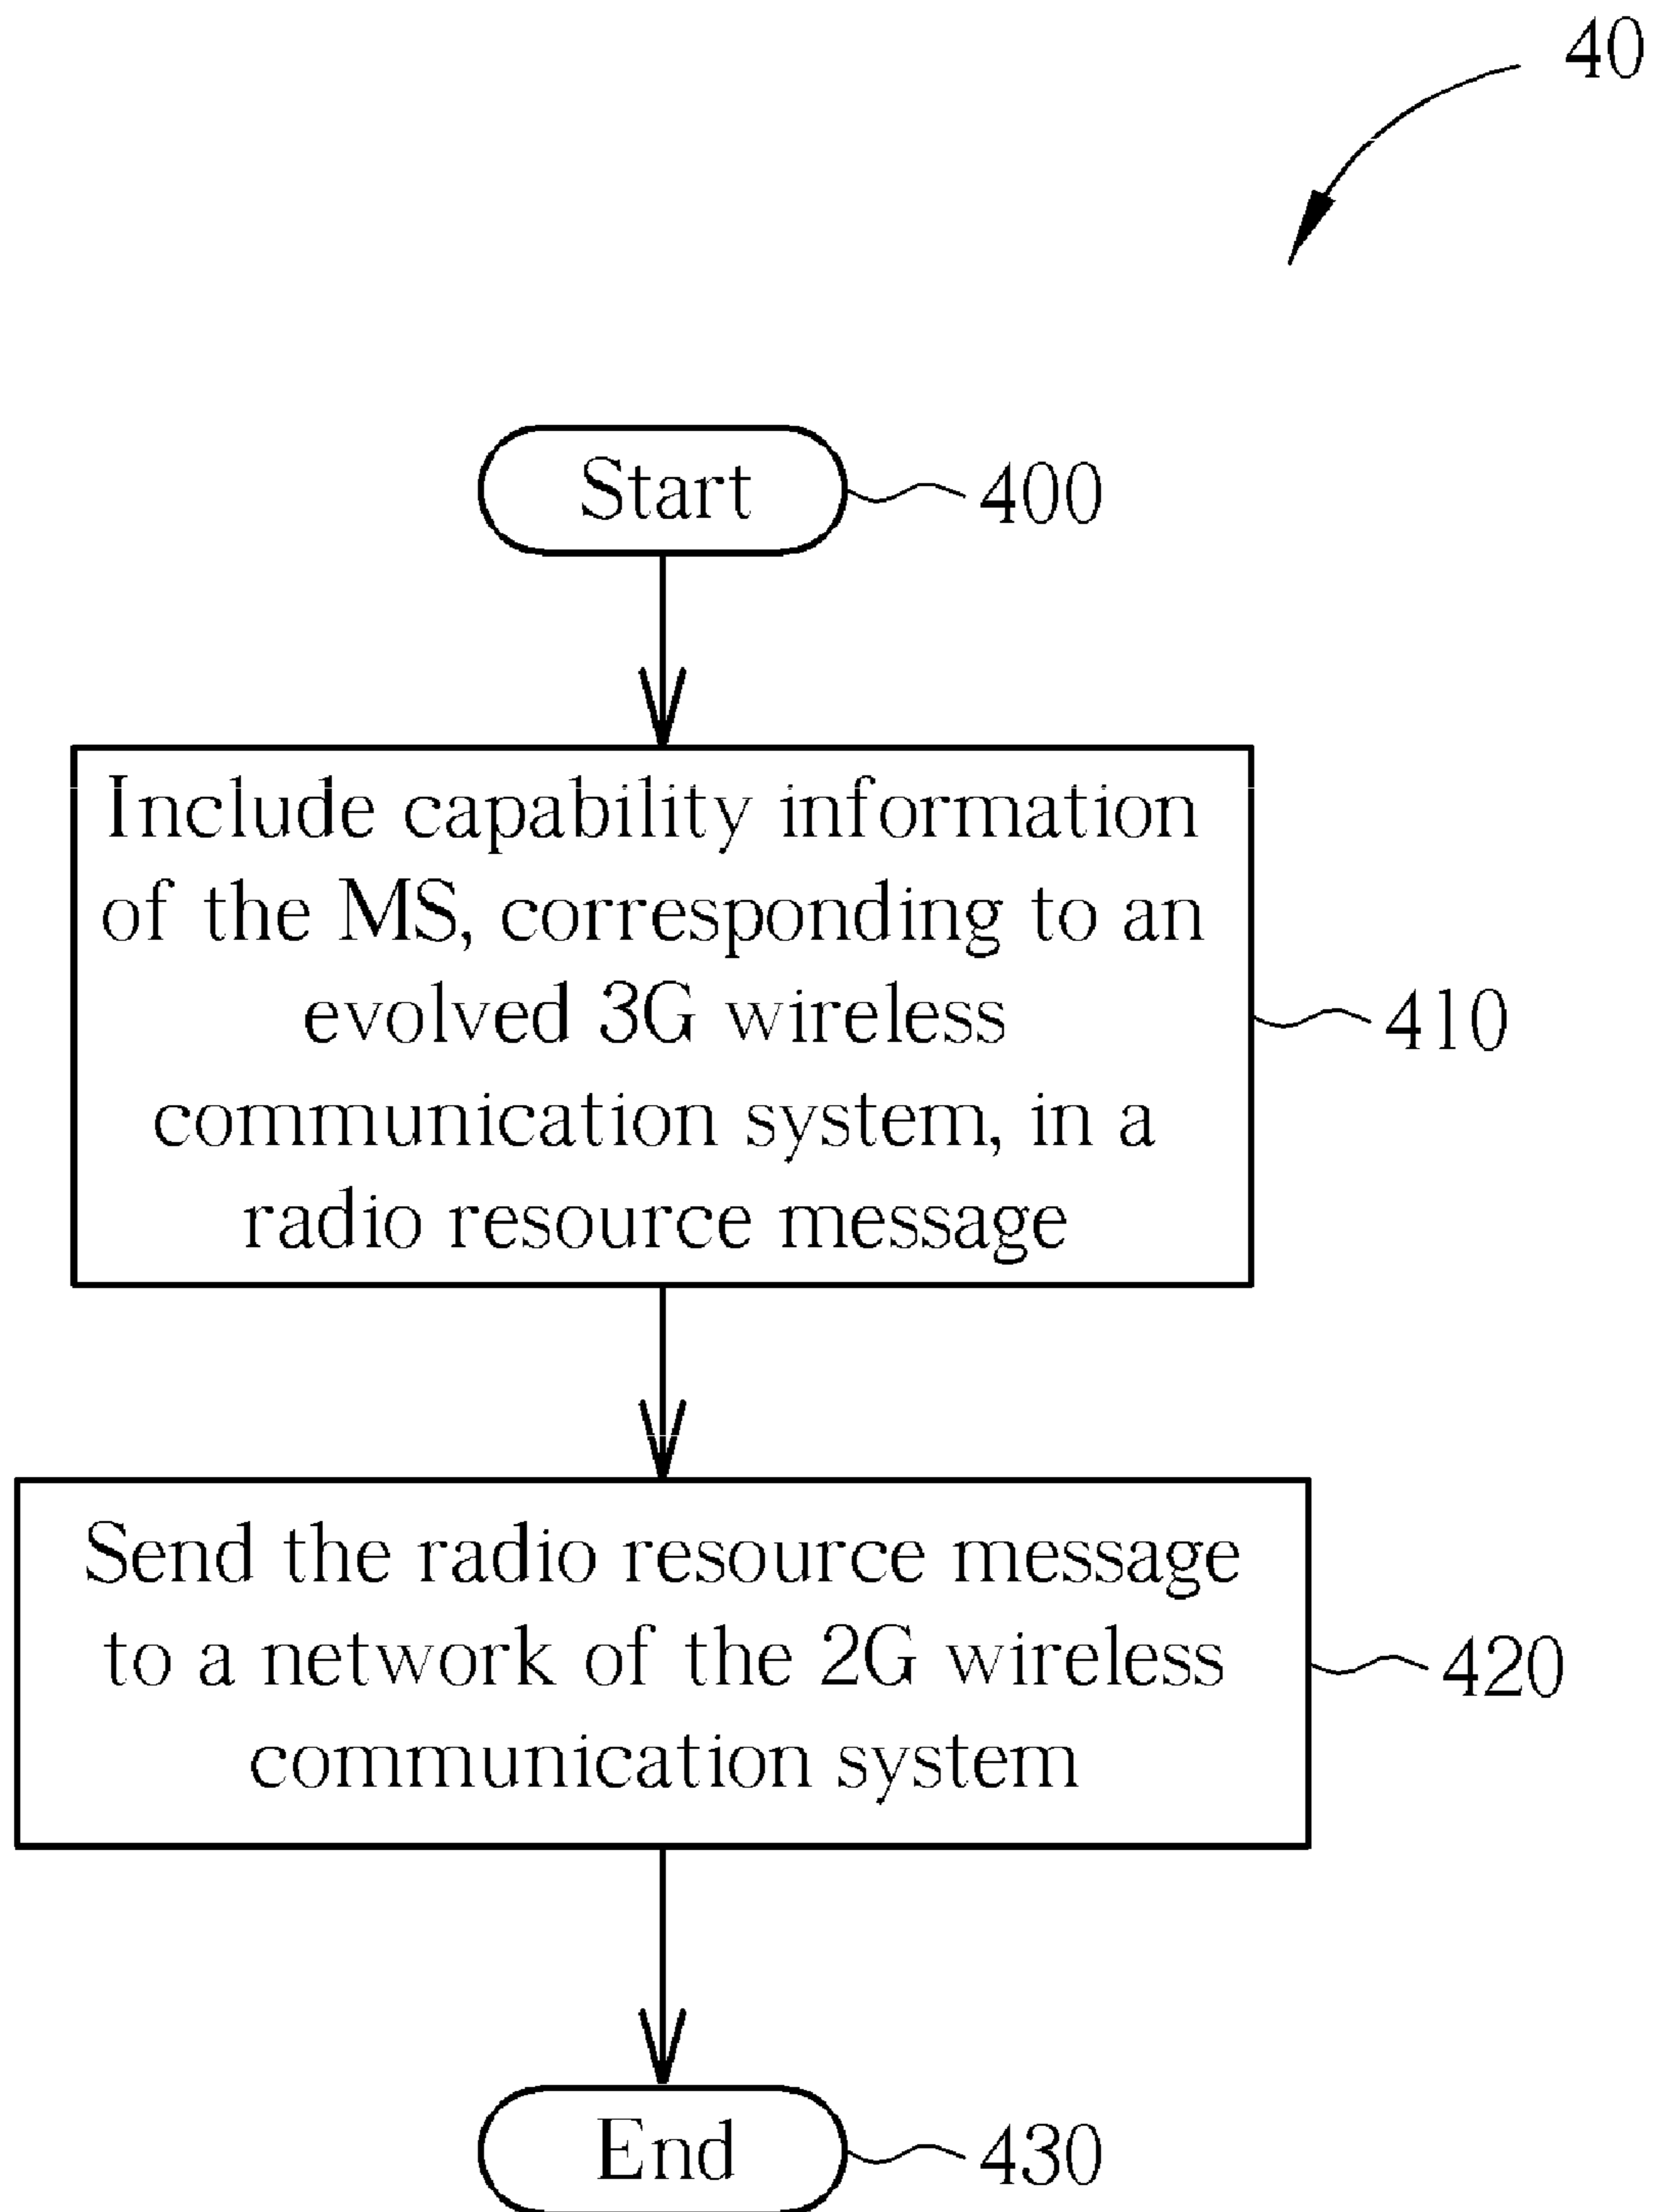 40
Start
400
Include capability information
of the MS, corresponding to an
evolved 3G wireless
communication system, in a
radio resource message
410
Send the radio resource message
to a network of the 2G wireless
communication system
420
End
430